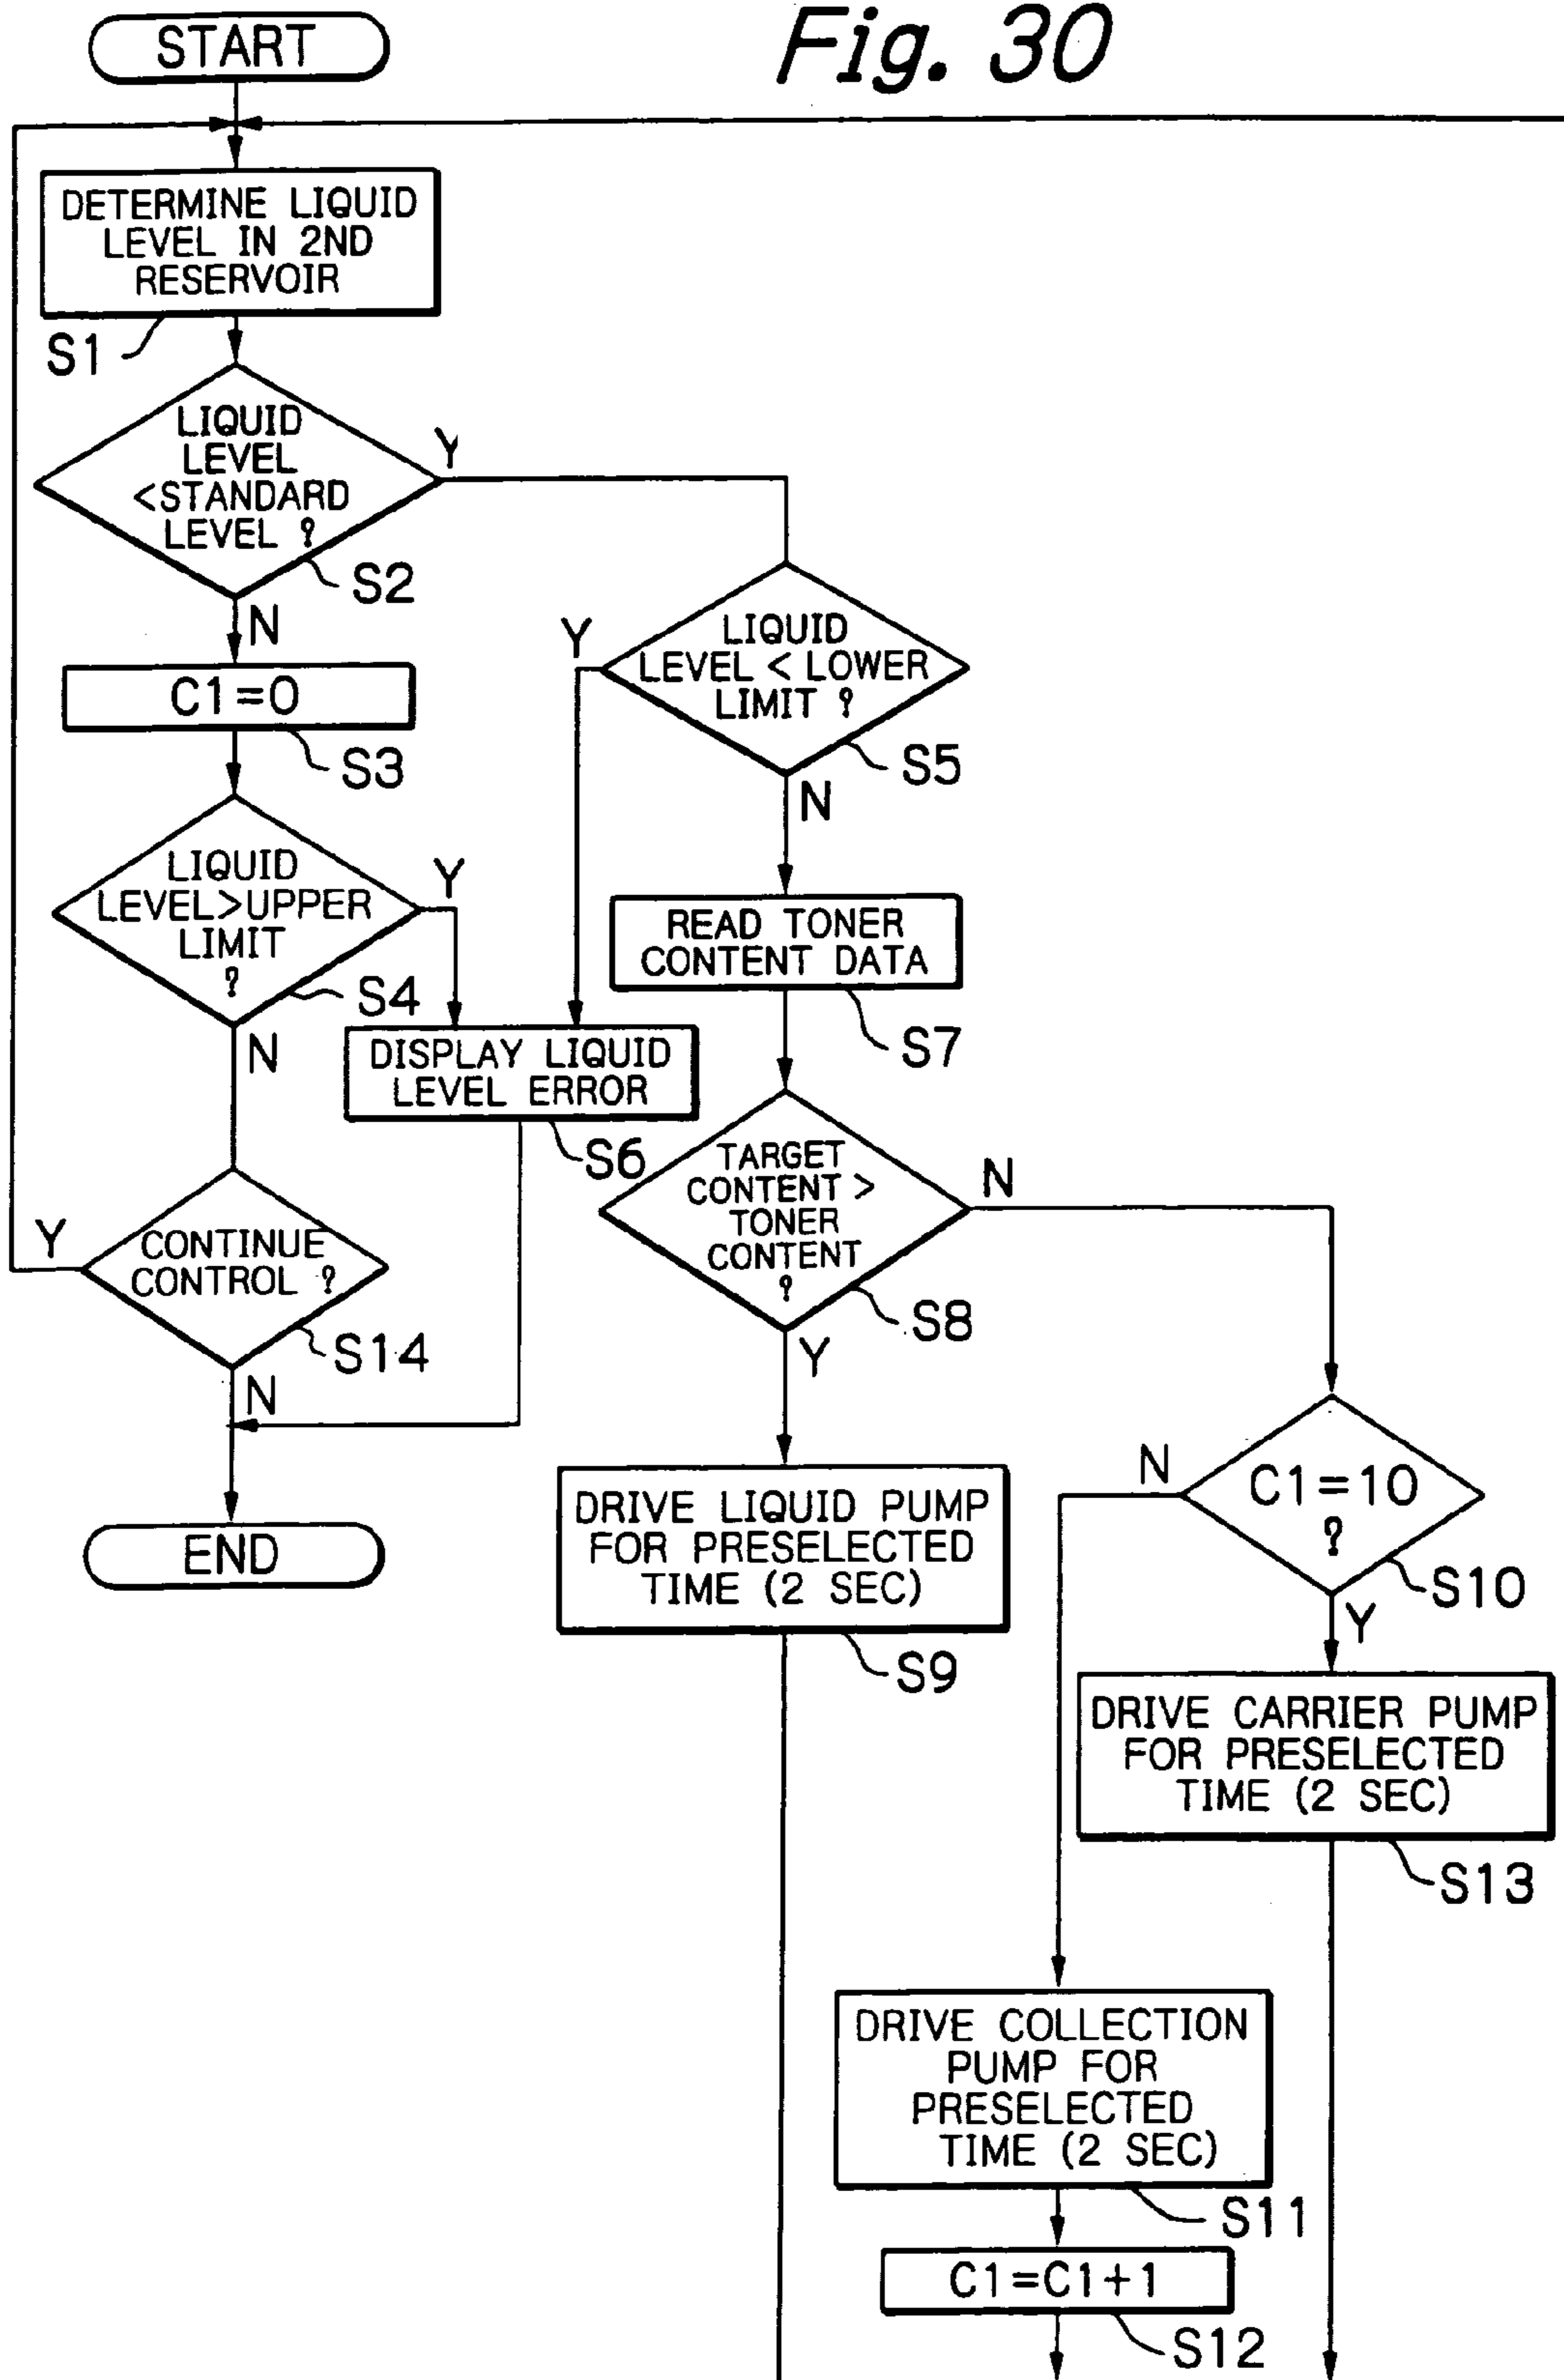 Fig. 30
START
DETERMINE LIQUID
LEVEL IN 2ND
RESERVOIR
S1
LIQUID
LEVEL
<STANDARD
LEVEL ?
Y
S2
N
C1=0
S3
LIQUID
LEVEL>UPPER
LIMIT
?
Y
S4
N
LIQUID
LEVEL < LOWER
LIMIT ?
Y
S5
N
DISPLAY LIQUID
LEVEL ERROR
S6
READ TONER
CONTENT DATA
S7
TARGET
CONTENT >
TONER
CONTENT
?
N
S8
Y
CONTINUE
CONTROL ?
Y
S14
N
END
DRIVE LIQUID PUMP
FOR PRESELECTED
TIME (2 SEC)
S9
C1=10
?
N
S10
Y
DRIVE CARRIER PUMP
FOR PRESELECTED
TIME (2 SEC)
S13
DRIVE COLLECTION
PUMP FOR
PRESELECTED
TIME (2 SEC)
S11
C1=C1+1
S12